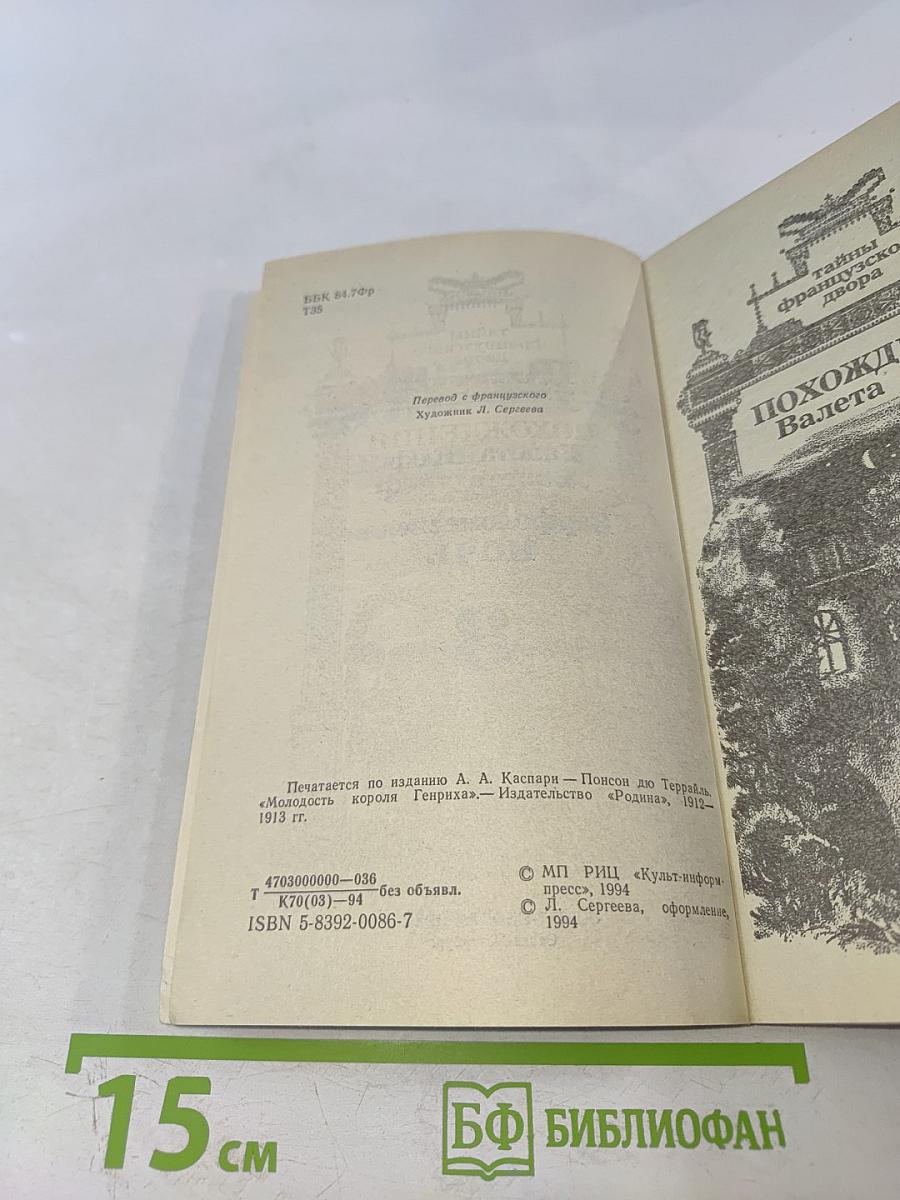 ББК 84.7Фр
Т35
Перевод с французского
Художник Л. Сергеева
Печатается по изданию А. А. Каспари — Понсон дю Террайль.
«Молодость короля Генриха».— Издательство «Родина», 1912—
1913 гг.
Т 4703000000—036 без объявл.
К70(03)—94
ISBN 5-8392-0086-7
© МП РИЦ «Культ-информ-
пресс», 1994
© Л. Сергеева, оформление,
1994
тайны
французско
двора
ПОХОЖД
Валета
15 см
БФ БИБЛИОФАН